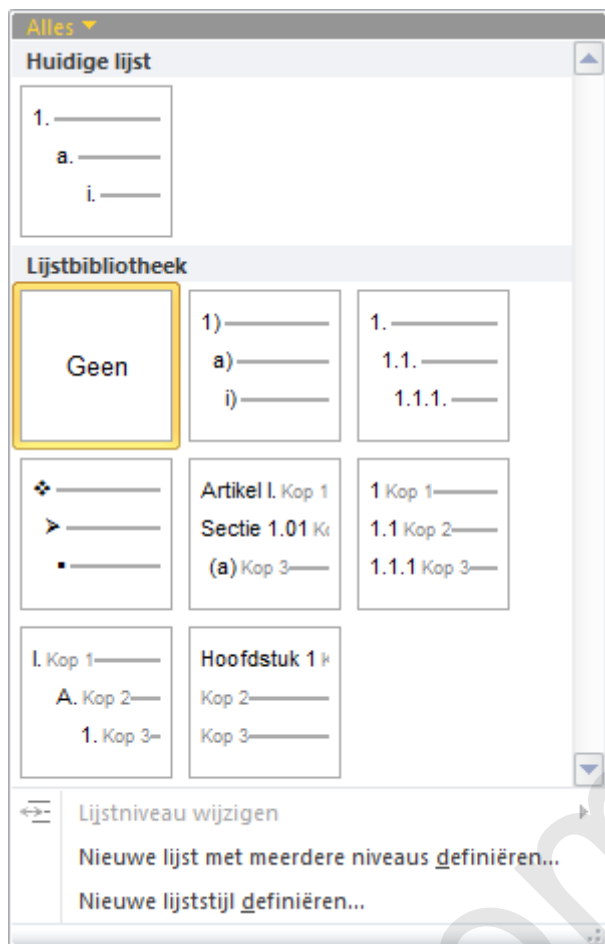 Alles
Huidige lijst
1.
a.
i.
Lijstbibliotheek
Geen
1)
a)
i)
1.
1.1.
1.1.1.
Artikel I. Kop 1
Sectie 1.01
(a) Kop 3
1 Kop 1
1.1 Kop 2
1.1.1 Kop 3
I. Kop 1
A. Kop 2
1. Kop 3
Hoofdstuk 1
Kop 2
Kop 3
Lijstniveau wijzigen
Nieuwe lijst met meerdere niveaus definiëren...
Nieuwe lijststijl definiëren...